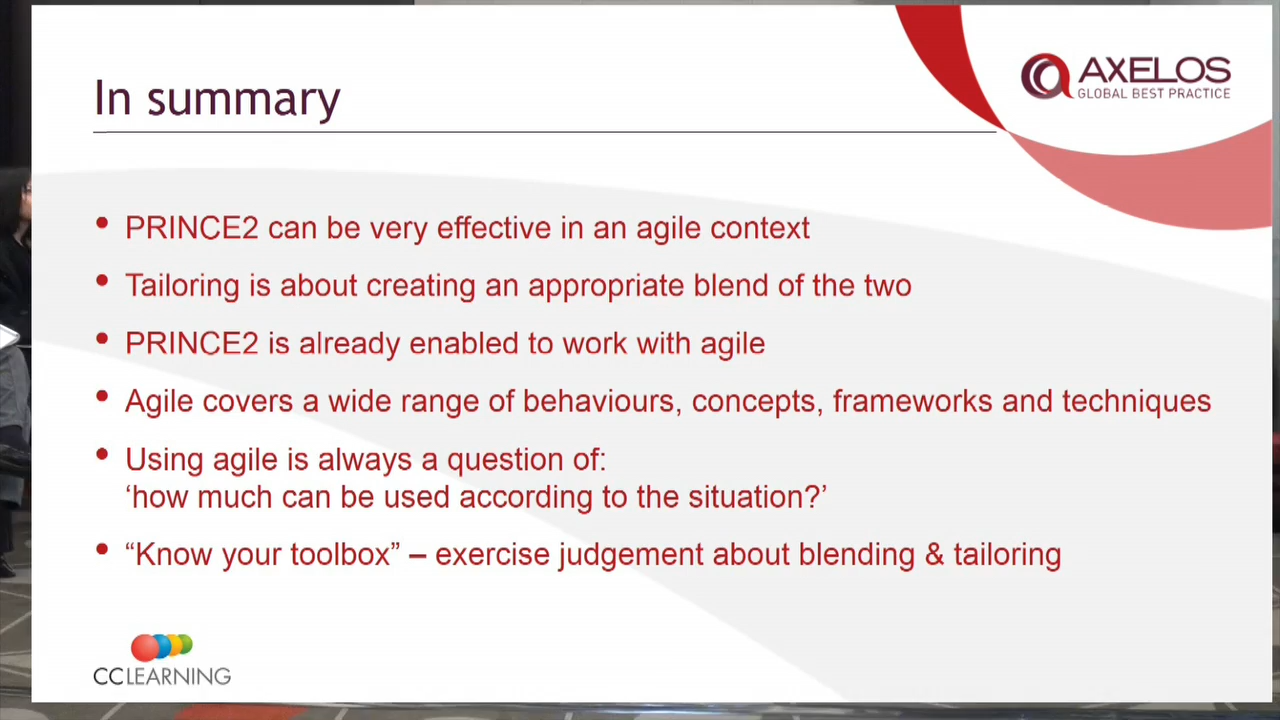 In summary
AXELOS
GLOBAL BEST PRACTICE
• PRINCE2 can be very effective in an agile context
• Tailoring is about creating an appropriate blend of the two
• PRINCE2 is already enabled to work with agile
• Agile covers a wide range of behaviours, concepts, frameworks and techniques
• Using agile is always a question of:
‘how much can be used according to the situation?’
• “Know your toolbox” – exercise judgement about blending & tailoring
CCLEARNING